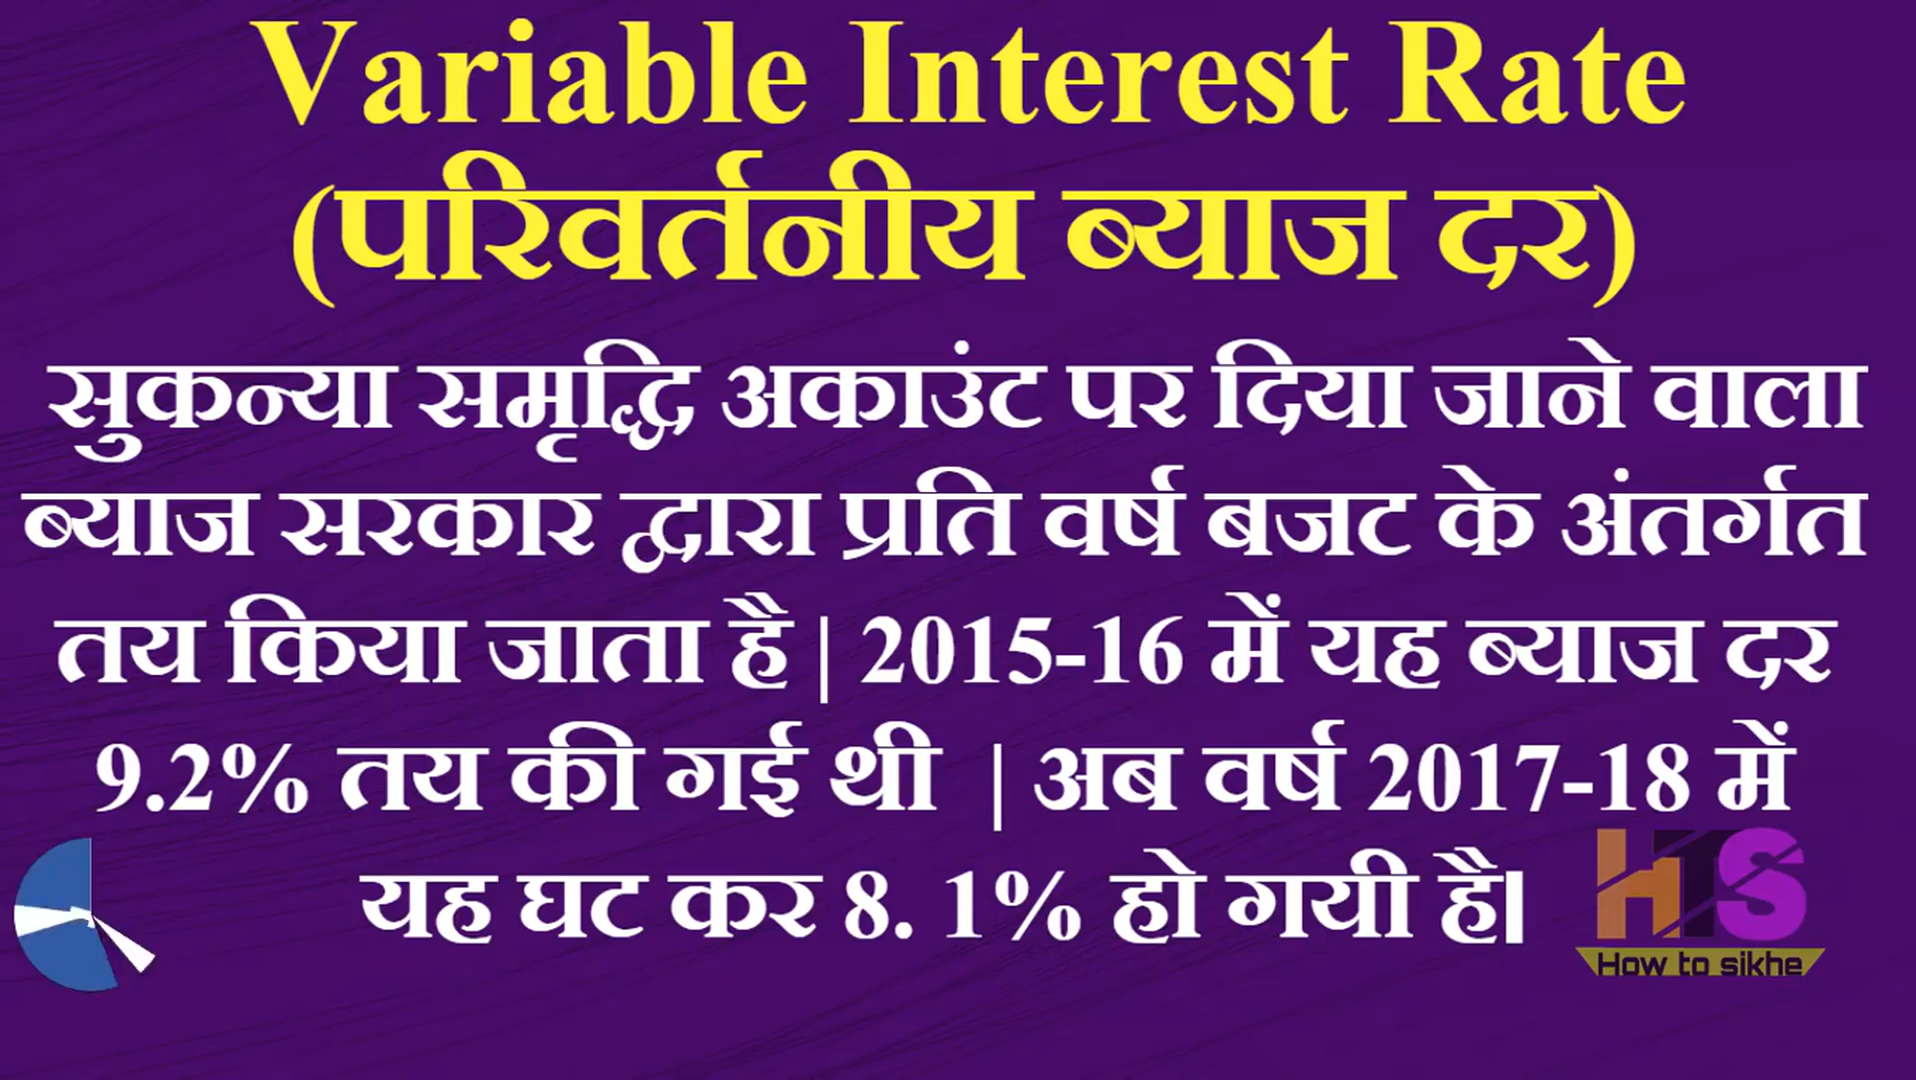 Variable Interest Rate
(परिवर्तनीय ब्याज दर)
सुकन्या समृद्धि अकाउंट पर दिया जाने वाला
ब्याज सरकार द्वारा प्रति वर्ष बजट के अंतर्गत
तय किया जाता है | 2015-16 में यह ब्याज दर
9.2% तय की गई थी | अब वर्ष 2017-18 में
यह घट कर 8. 1% हो गयी है।
HTS
How to sikhe